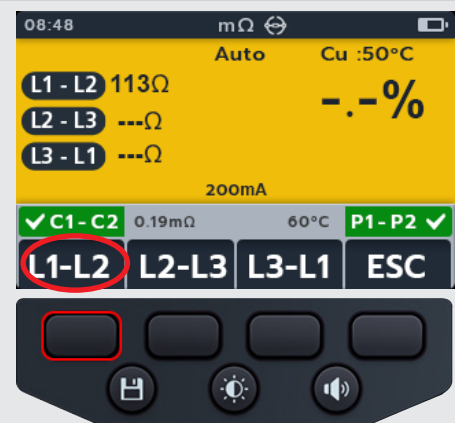 08:48 mΩ
Auto Cu :50°C
L1 - L2 113Ω
-.-%
L2 - L3 ---Ω
L3 - L1 ---Ω
200mA
✓ C1-C2 0.19mΩ 60°C P1-P2 ✓
L1-L2 L2-L3 L3-L1 ESC